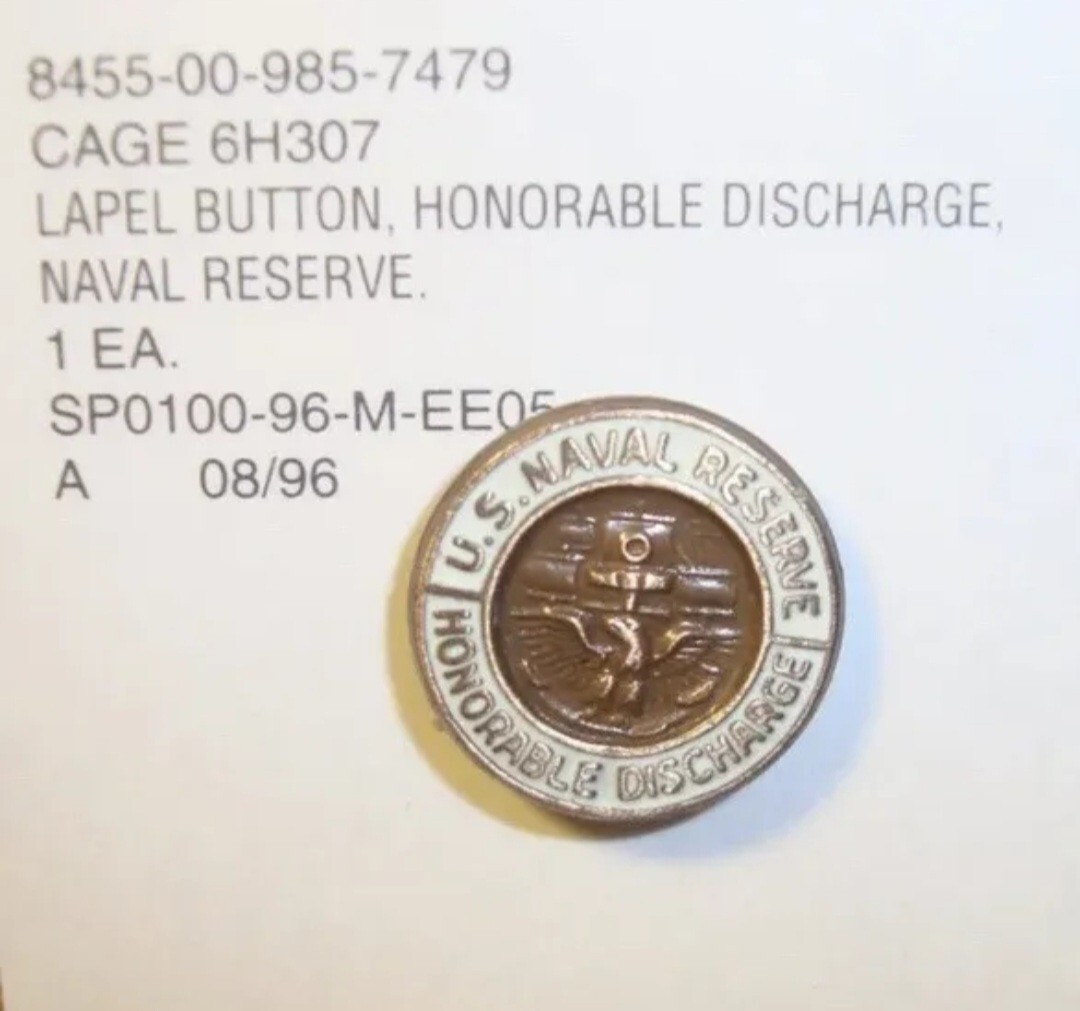 8455-00-985-7479
CAGE 6H307
LAPEL BUTTON, HONORABLE DISCHARGE,
NAVAL RESERVE.
1 EA.
SP0100-96-M-EE05
A 08/96
U.S. NAVAL RESERVE
HONORABLE DISCHARGE